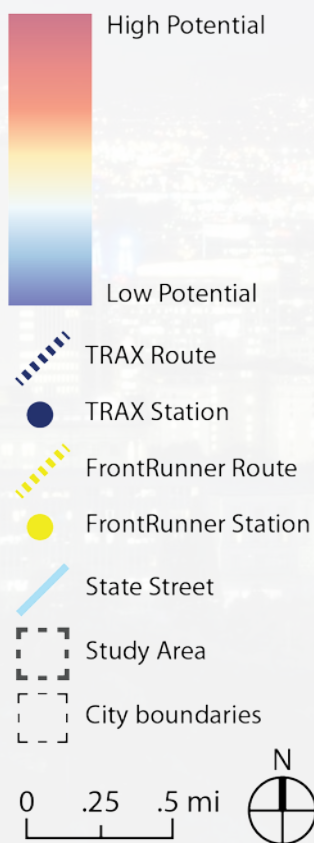 High Potential
Low Potential
TRAX Route
TRAX Station
FrontRunner Route
FrontRunner Station
State Street
Study Area
City boundaries
N
0 .25 .5 mi